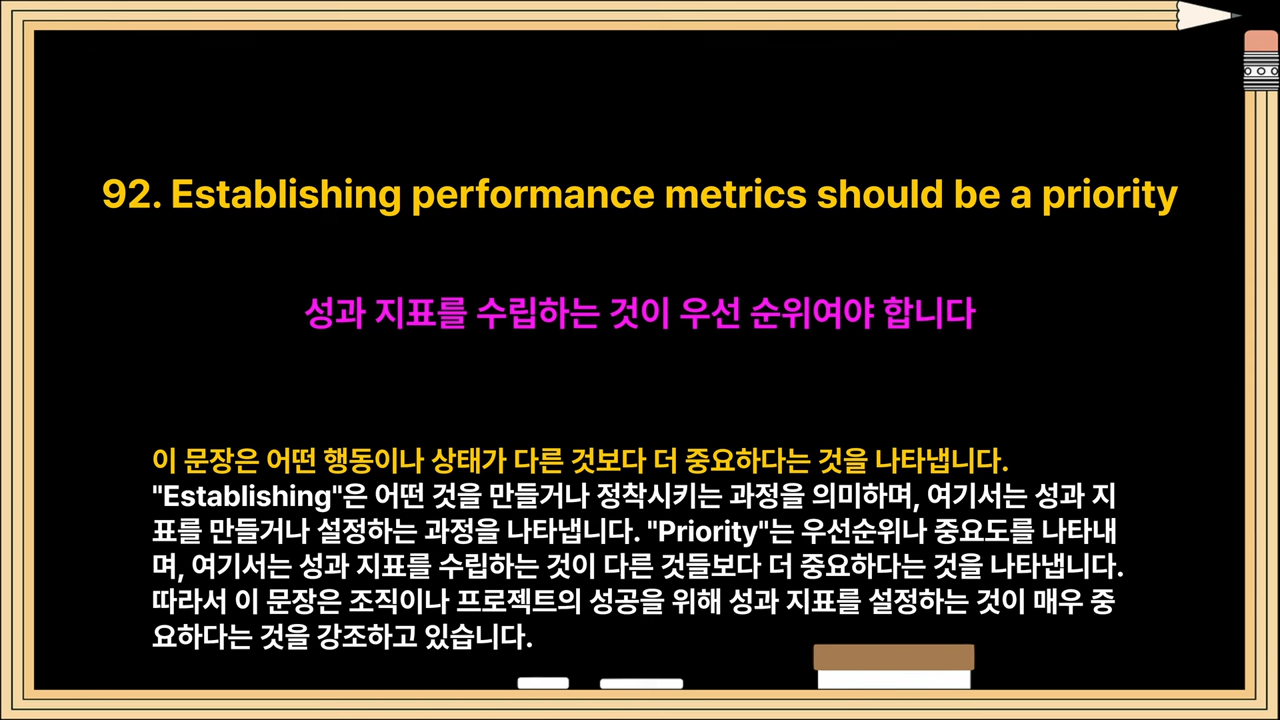 92. Establishing performance metrics should be a priority
성과 지표를 수립하는 것이 우선 순위여야 합니다
이 문장은 어떤 행동이나 상태가 다른 것보다 더 중요하다는 것을 나타냅니다.
"Establishing"은 어떤 것을 만들거나 정착시키는 과정을 의미하며, 여기서는 성과 지
표를 만들거나 설정하는 과정을 나타냅니다. "Priority"는 우선순위나 중요도를 나타내
며, 여기서는 성과 지표를 수립하는 것이 다른 것들보다 더 중요하다는 것을 나타냅니다.
따라서 이 문장은 조직이나 프로젝트의 성공을 위해 성과 지표를 설정하는 것이 매우 중
요하다는 것을 강조하고 있습니다.